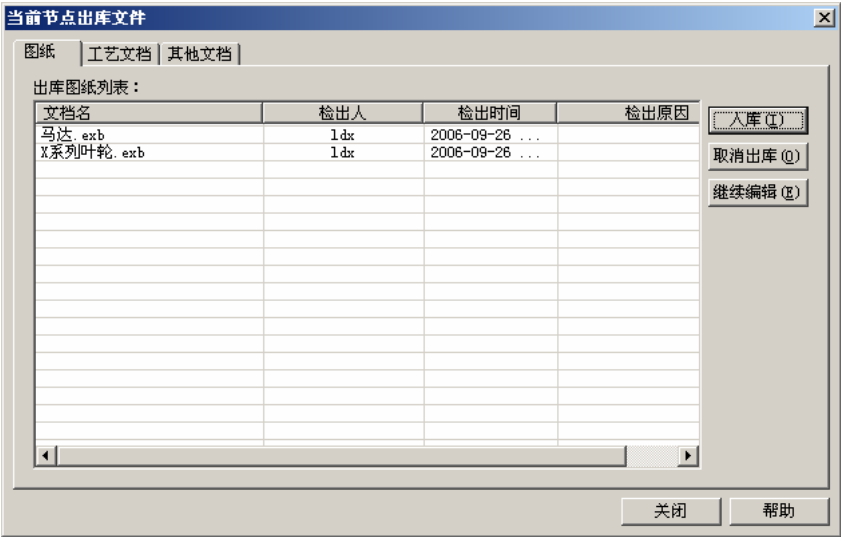 当前节点出库文件
图纸 工艺文档 其他文档
出库图纸列表：
文档名 检出人 检出时间 检出原因
马达.exb ldx 2006-09-26 ...
X系列叶轮.exb ldx 2006-09-26 ...
入库(I)
取消出库(O)
继续编辑(E)
关闭 帮助